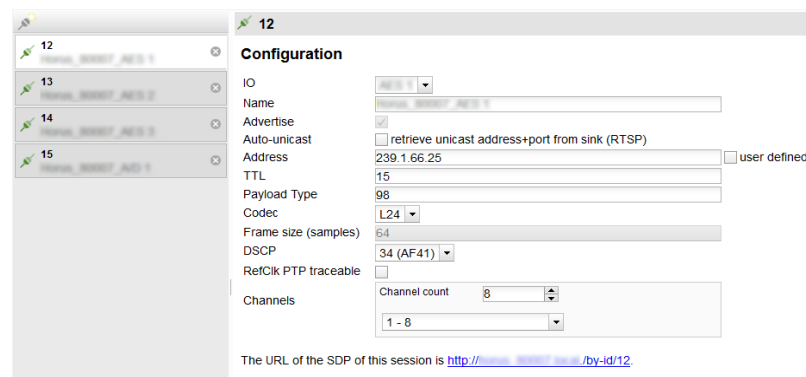 12
13
14
15
12
Configuration
IO
Name
Advertise
Auto-unicast retrieve unicast address+port from sink (RTSP)
Address 239.1.66.25 user defined
TTL 15
Payload Type 98
Codec L24
Frame size (samples) 64
DSCP 34 (AF41)
RefClk PTP traceable
Channels Channel count 8
1 - 8
The URL of the SDP of this session is http:// /by-id/12.